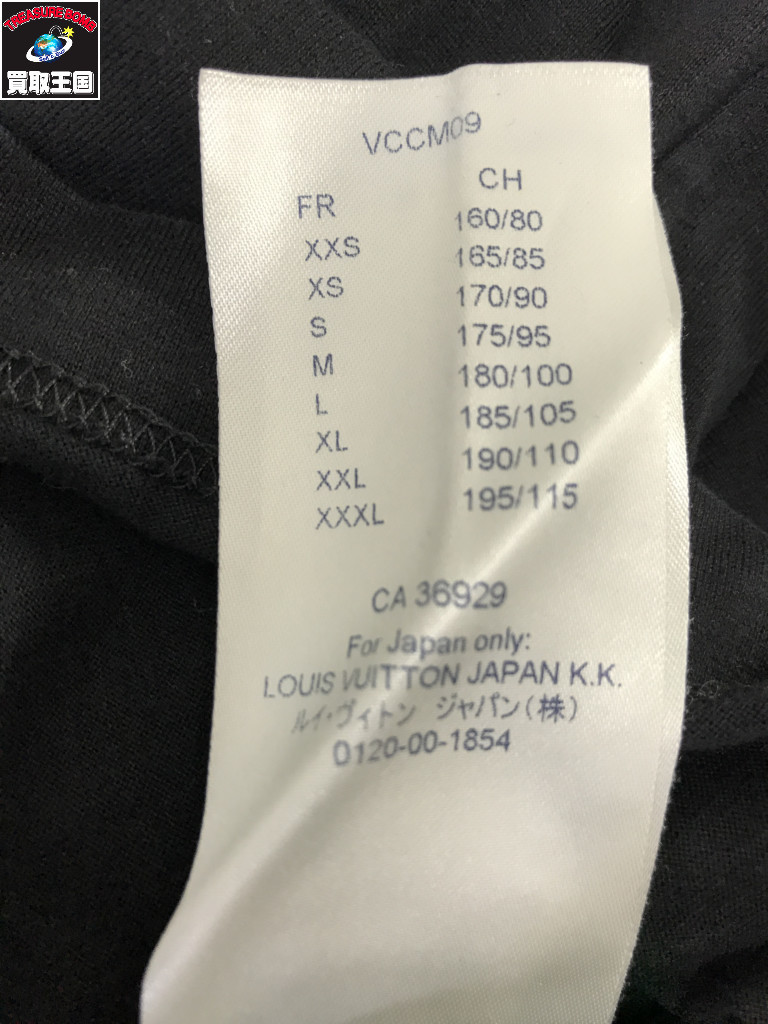 TREASURE BOMB
買取王国
VCCM09
FR CH
XXS 160/80
XS 165/85
S 170/90
M 175/95
L 180/100
XL 185/105
XXL 190/110
XXXL 195/115
CA 36929
For Japan only:
LOUIS VUITTON JAPAN K.K.
ルイ・ヴィトン ジャパン(株)
0120-00-1854